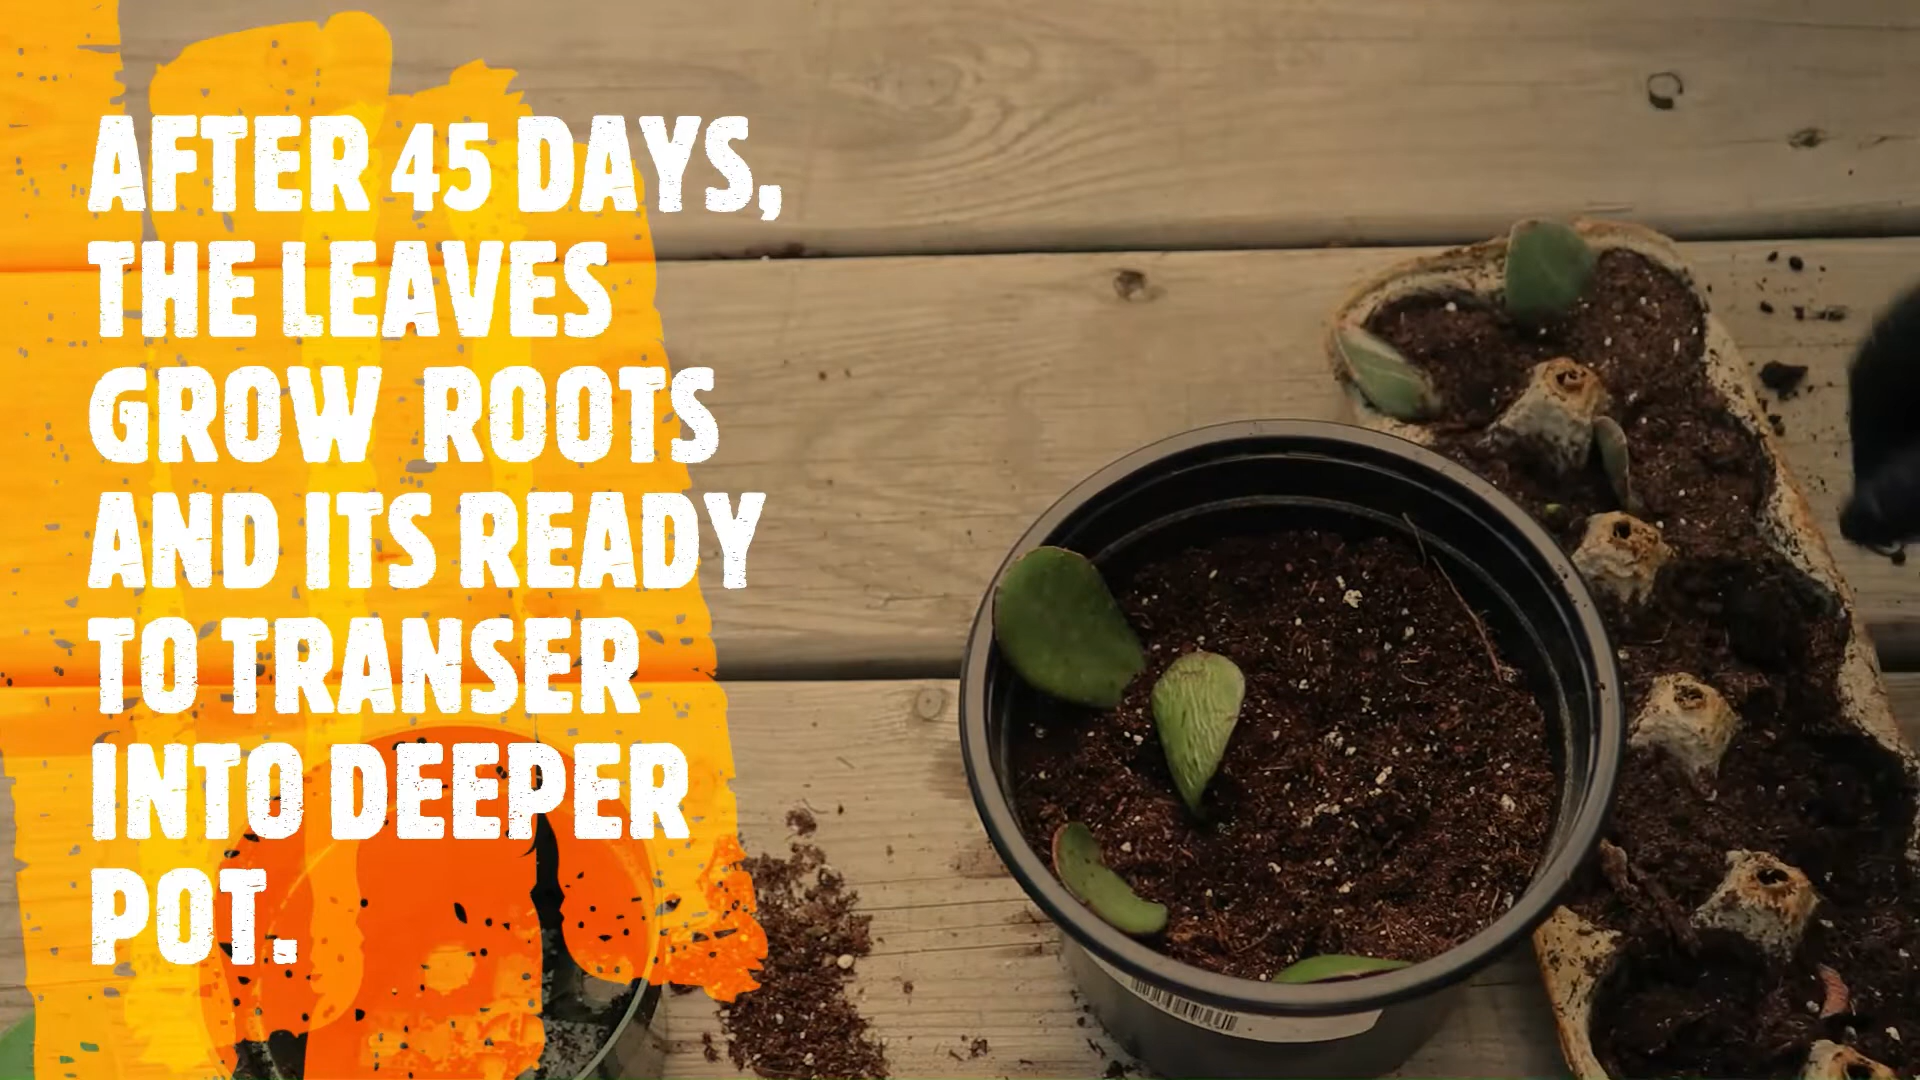 AFTER 45 DAYS,
THE LEAVES
GROW  ROOTS
AND ITS READY
TO TRANSER
INTO DEEPER
POT.